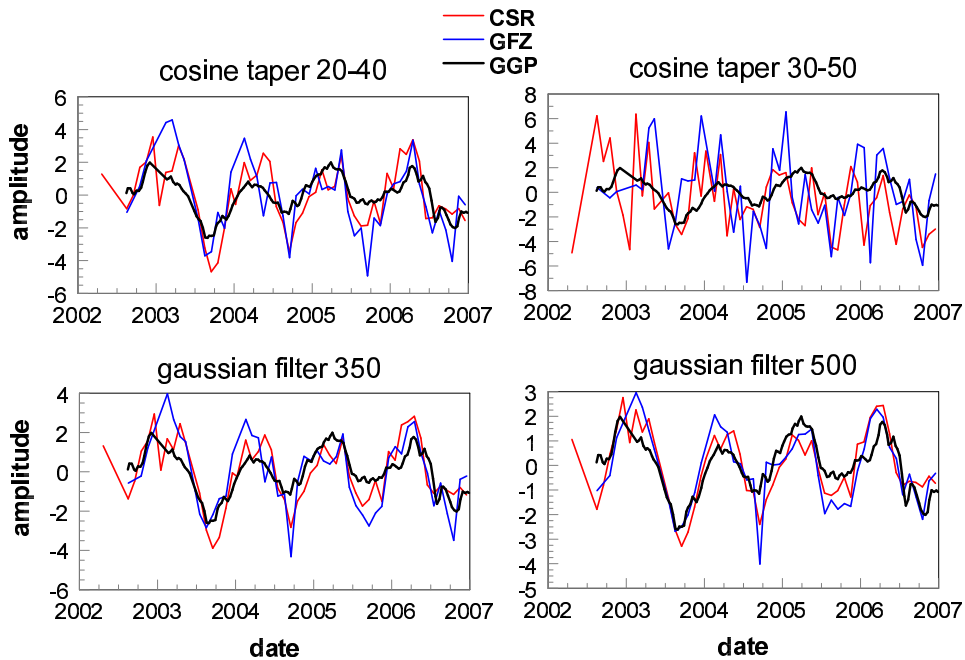 CSR
GFZ
GGP
cosine taper 20-40
cosine taper 30-50
amplitude
6
4
2
0
-2
-4
-6
2002 2003 2004 2005 2006 2007
8
6
4
2
0
-2
-4
-6
-8
2002 2003 2004 2005 2006 2007
gaussian filter 350
gaussian filter 500
amplitude
4
2
0
-2
-4
-6
2002 2003 2004 2005 2006 2007
date
3
2
1
0
-1
-2
-3
-4
-5
2002 2003 2004 2005 2006 2007
date